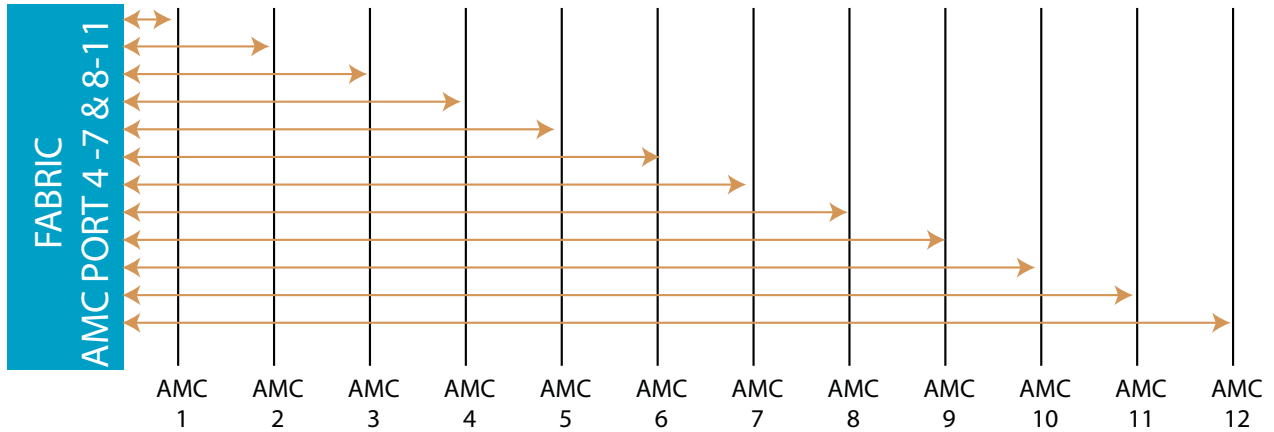 FABRIC
AMC PORT 4 -7 & 8-11
AMC AMC AMC AMC AMC AMC AMC AMC AMC AMC AMC AMC
1 2 3 4 5 6 7 8 9 10 11 12